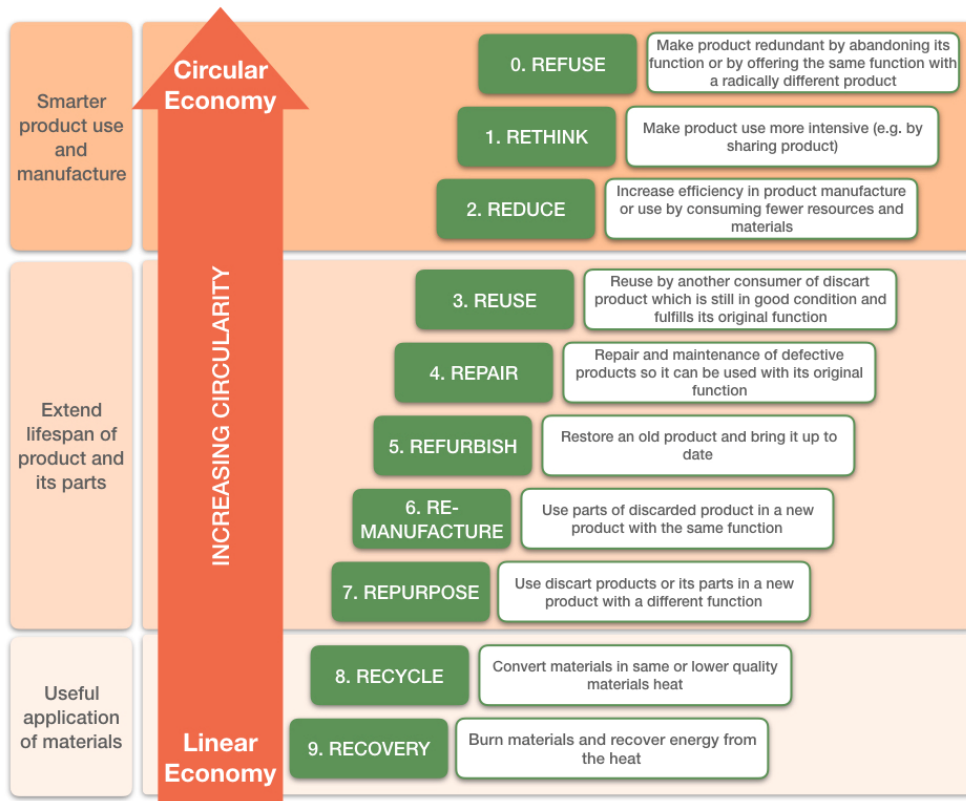 Smarter
product use
and
manufacture
Circular
Economy
0. REFUSE
Make product redundant by abandoning its
function or by offering the same function with
a radically different product
1. RETHINK
Make product use more intensive (e.g. by
sharing product)
2. REDUCE
Increase efficiency in product manufacture
or use by consuming fewer resources and
materials
INCREASING CIRCULARITY
Extend
lifespan of
product and
its parts
3. REUSE
Reuse by another consumer of discart
product which is still in good condition and
fulfills its original function
4. REPAIR
Repair and maintenance of defective
products so it can be used with its original
function
5. REFURBISH
Restore an old product and bring it up to
date
6. RE-
MANUFACTURE
Use parts of discarded product in a new
product with the same function
7. REPURPOSE
Use discart products or its parts in a new
product with a different function
Useful
application
of materials
8. RECYCLE
Convert materials in same or lower quality
materials heat
Linear
Economy
9. RECOVERY
Burn materials and recover energy from
the heat